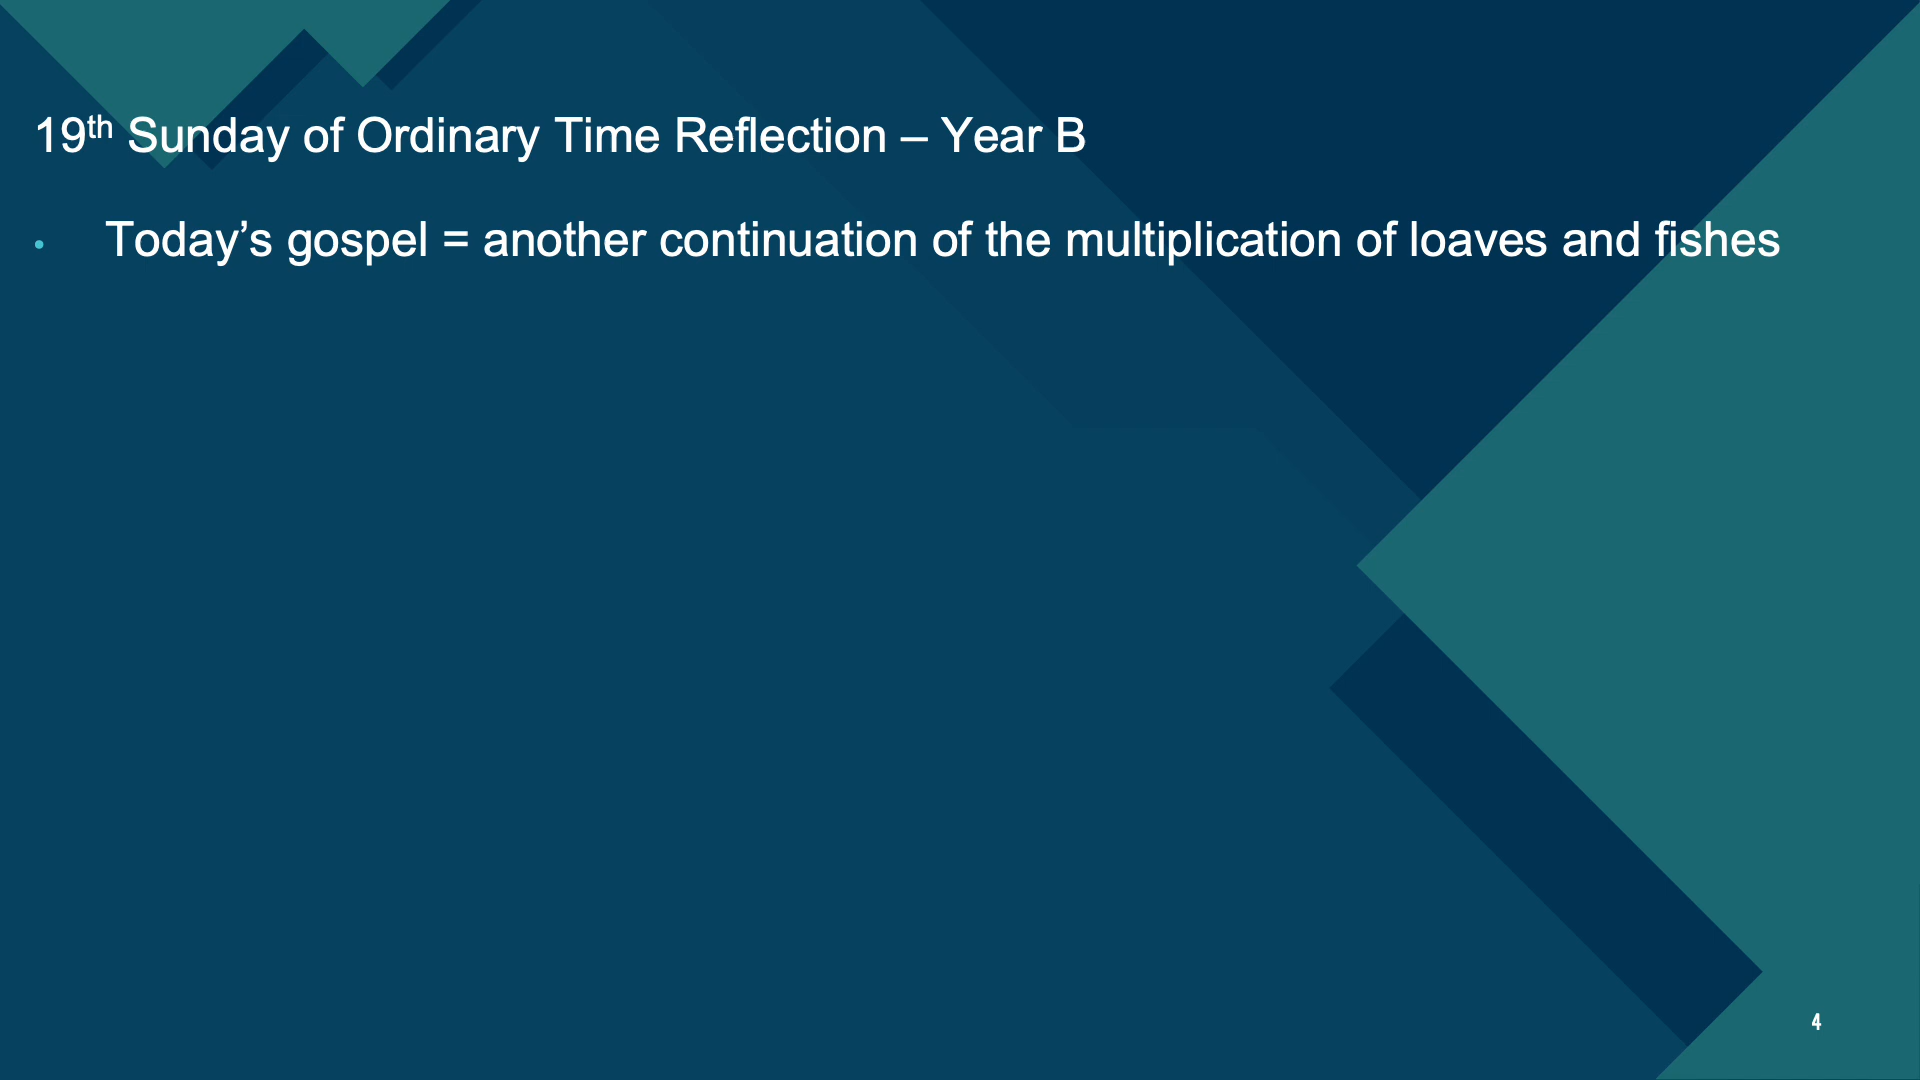 19th Sunday of Ordinary Time Reflection – Year B
• Today’s gospel = another continuation of the multiplication of loaves and fishes
4